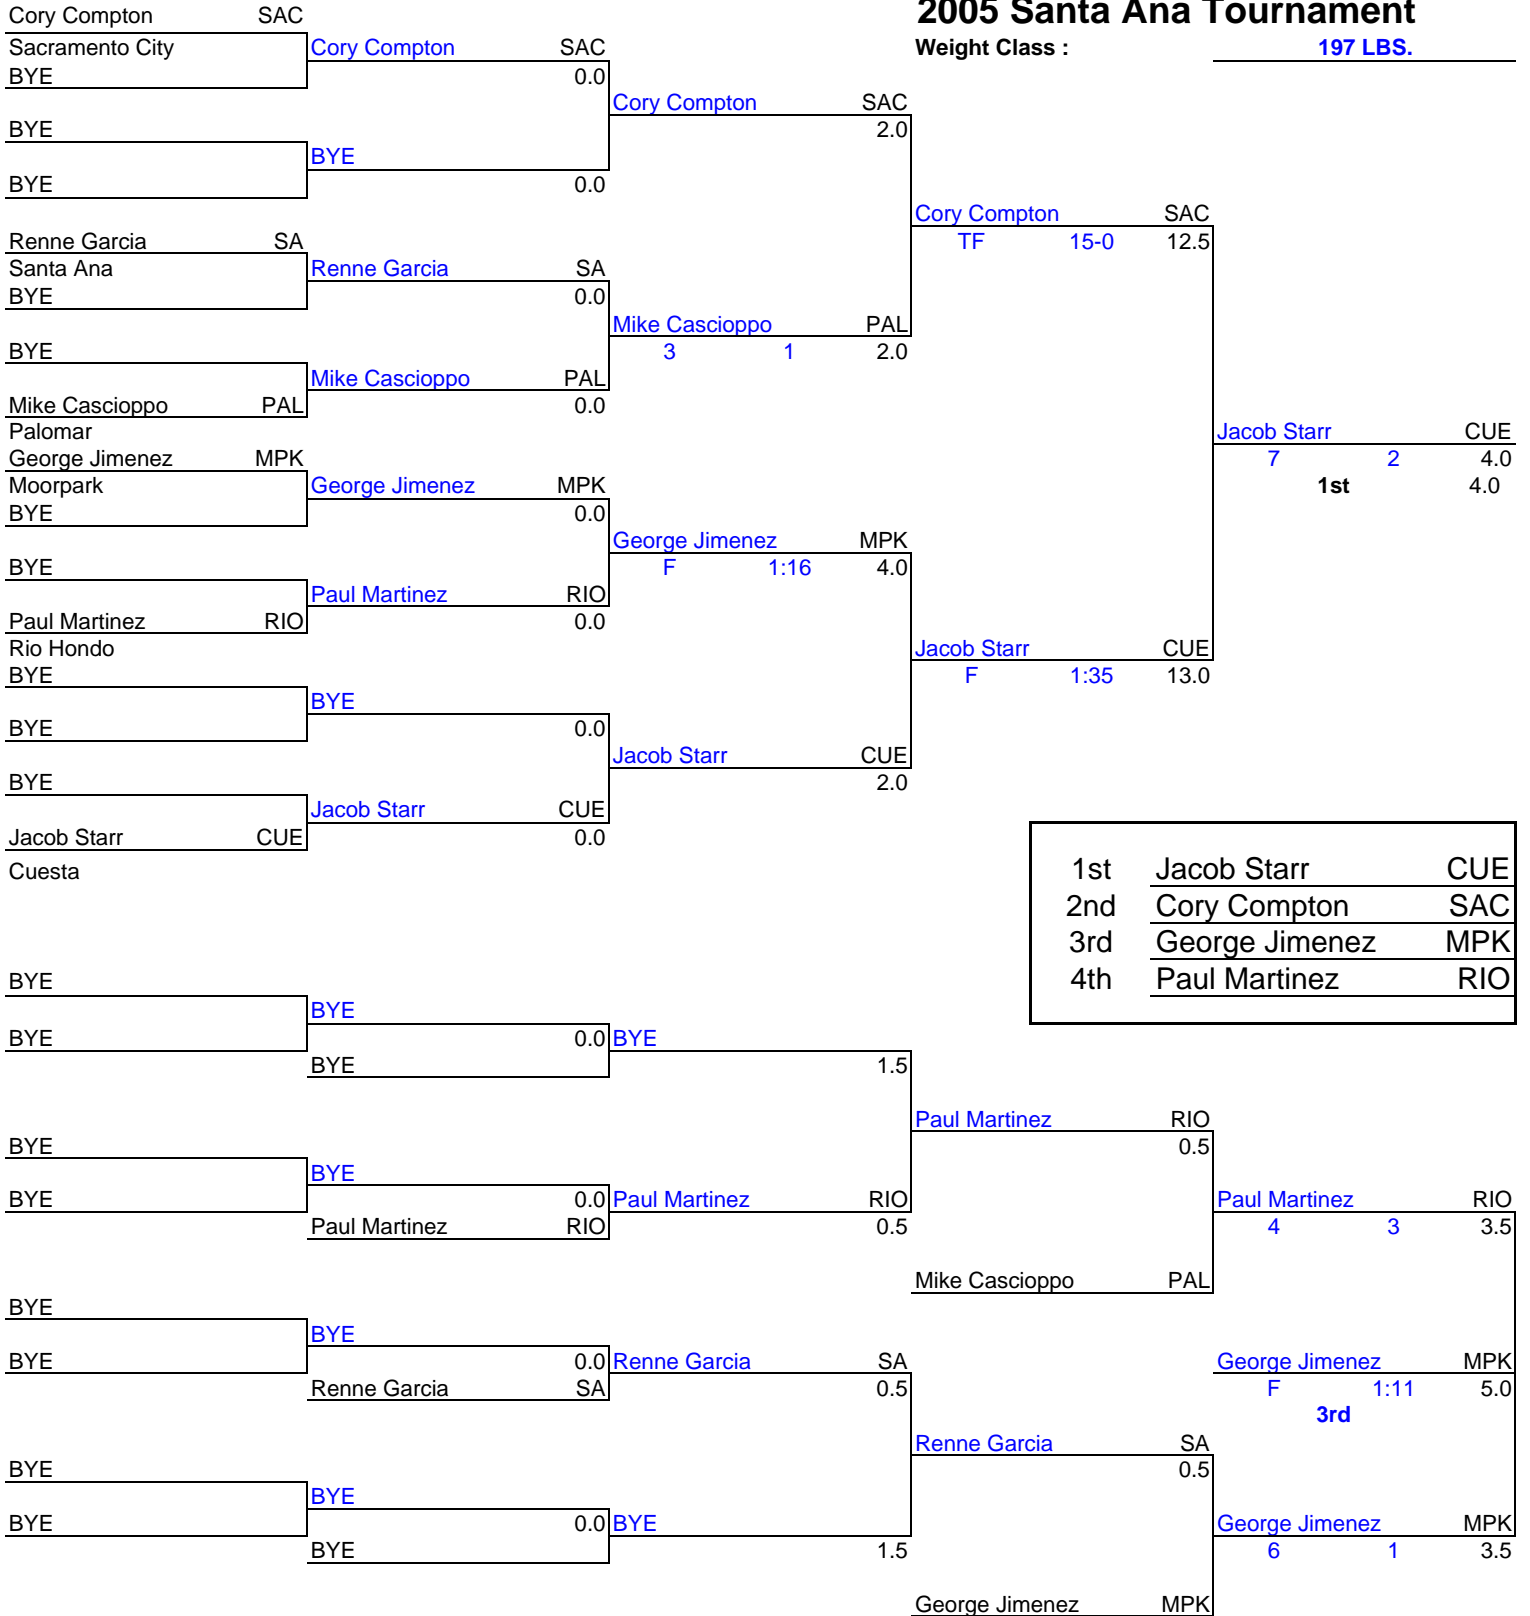 Cory Compton SAC 2005 Santa Ana Tournament
Sacramento City Cory Compton SAC Weight Class : 197 LBS.
BYE 0.0
Cory Compton SAC
BYE 2.0
BYE
BYE 0.0
Cory Compton SAC
Renne Garcia SA TF 15-0 12.5
Santa Ana Renne Garcia SA
BYE 0.0
Mike Cascioppo PAL
BYE 3 1 2.0
Mike Cascioppo PAL
Mike Cascioppo PAL 0.0
Palomar Jacob Starr CUE
George Jimenez MPK 7 2 4.0
Moorpark George Jimenez MPK 1st 4.0
BYE 0.0
George Jimenez MPK
BYE F 1:16 4.0
Paul Martinez RIO
Paul Martinez RIO 0.0
Rio Hondo Jacob Starr CUE
BYE F 1:35 13.0
BYE
BYE 0.0
Jacob Starr CUE
BYE 2.0
Jacob Starr CUE
Jacob Starr CUE 0.0
Cuesta
1st Jacob Starr CUE
2nd Cory Compton SAC
3rd George Jimenez MPK
4th Paul Martinez RIO
BYE
BYE
BYE 0.0 BYE
BYE 1.5
Paul Martinez RIO
BYE 0.5
BYE
BYE 0.0 Paul Martinez RIO Paul Martinez RIO
Paul Martinez RIO 0.5 4 3 3.5
Mike Cascioppo PAL
BYE
BYE
BYE 0.0 Renne Garcia SA George Jimenez MPK
Renne Garcia SA 0.5 F 1:11 5.0
3rd
Renne Garcia SA
BYE 0.5
BYE
BYE 0.0 BYE George Jimenez MPK
BYE 1.5 6 1 3.5
George Jimenez MPK